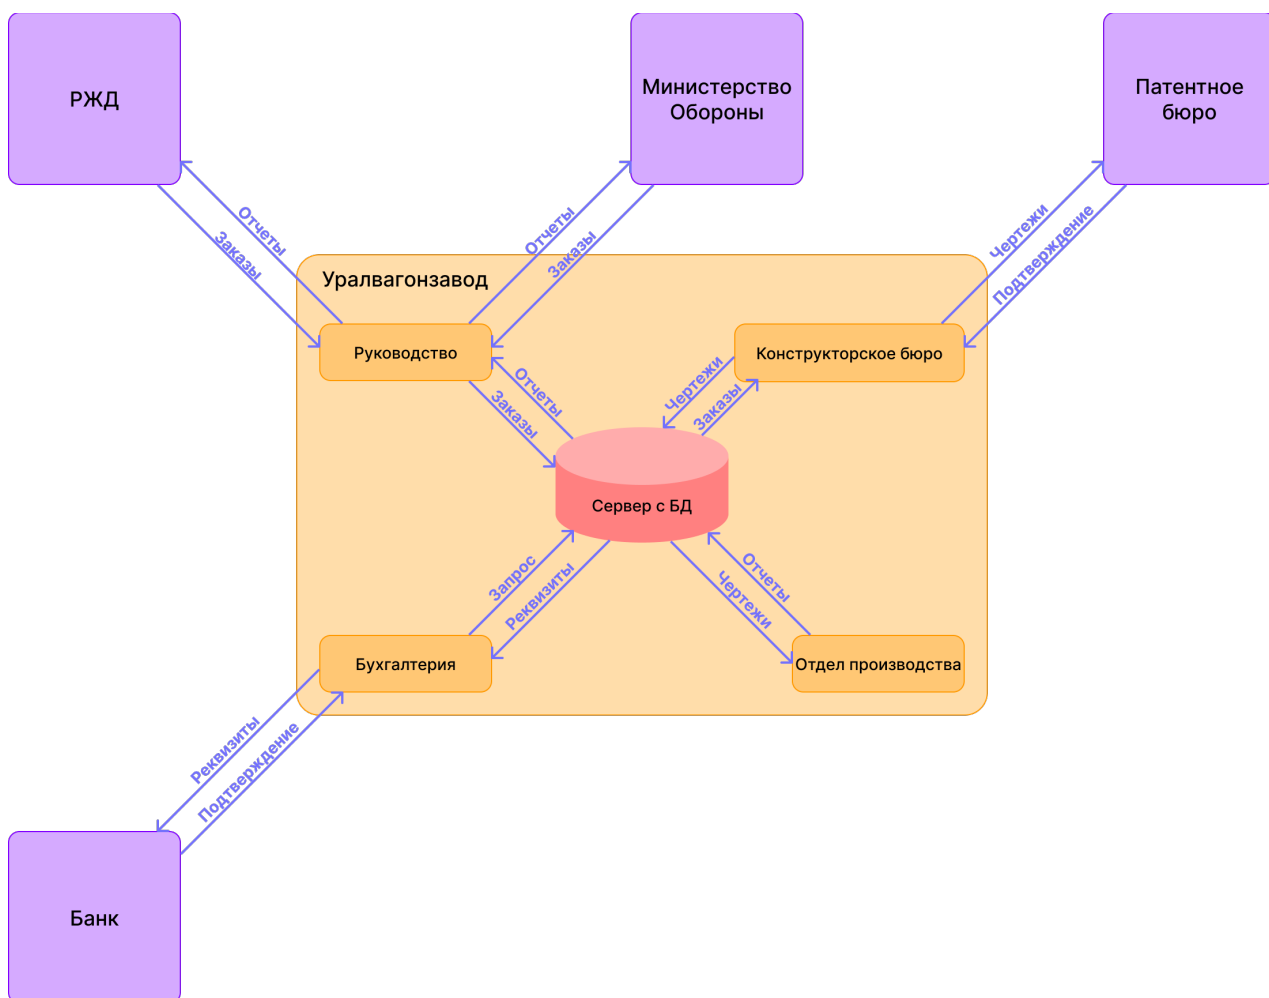 РЖД
Министерство
Обороны
Патентное
бюро
Отчеты
Заказы
Отчеты
Заказы
Чертежи
Подтверждение
Уралвагонзавод
Руководство
Конструкторское бюро
Отчеты
Заказы
Чертежи
Заказы
Сервер с БД
Запрос
Реквизиты
Отчеты
Чертежи
Бухгалтерия
Отдел производства
Реквизиты
Подтверждение
Банк